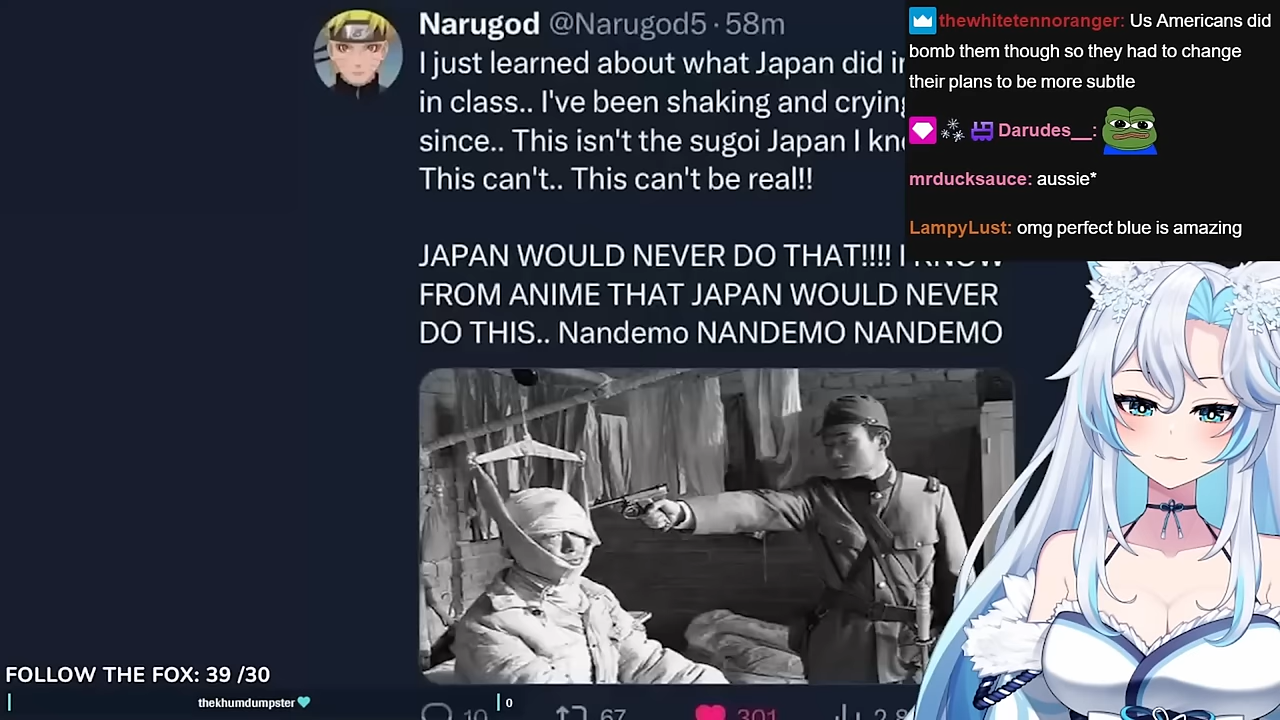 Narugod @Narugod5 · 58m
I just learned about what Japan did
in class.. I've been shaking and crying
since.. This isn't the sugoi Japan I
This can't.. This can't be real!!
JAPAN WOULD NEVER DO THAT!!!! I KNOW
FROM ANIME THAT JAPAN WOULD NEVER
DO THIS.. Nandemo NANDEMO NANDEMO
10 67 301
thewhitetennoranger: Us Americans did
bomb them though so they had to change
their plans to be more subtle
Darudes__:
mrducksauce: aussie*
LampyLust: omg perfect blue is amazing
FOLLOW THE FOX: 39 /30
thekhumdumpster
0